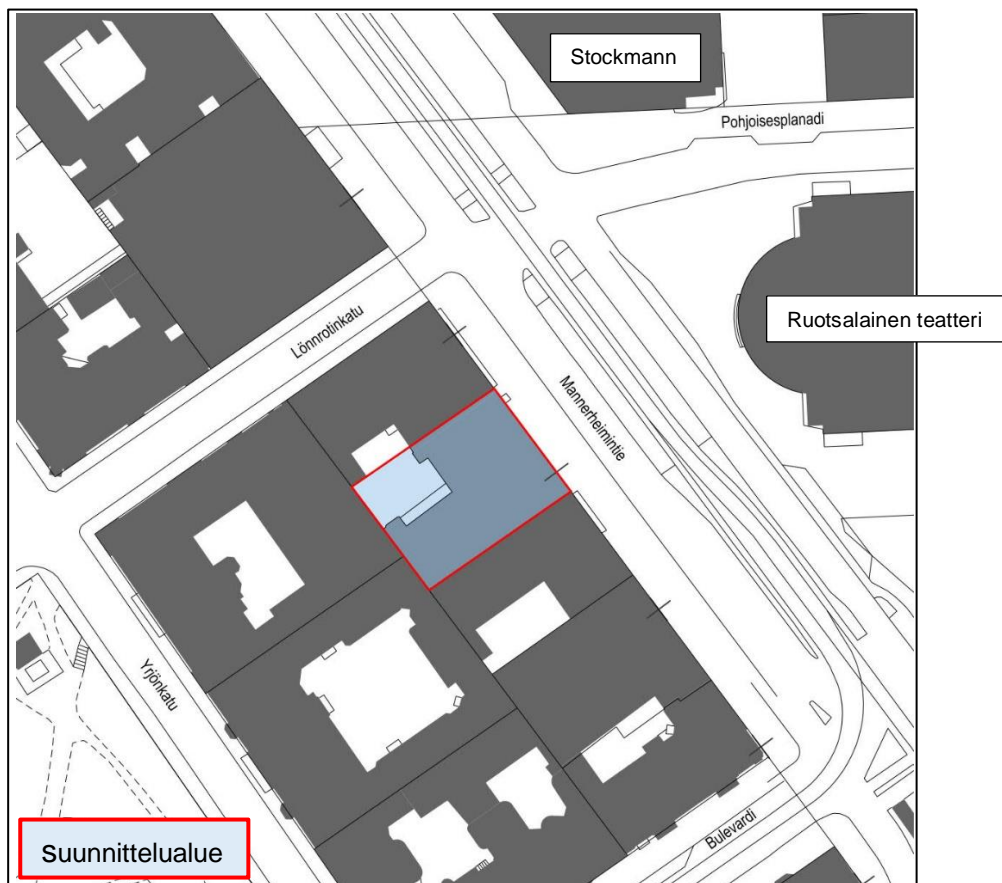 Stockmann
Pohjoisesplanadi
Ruotsalainen teatteri
Lönnrotinkatu
Mannerheimintie
Yrjönkatu
Bulevardi
Suunnittelualue